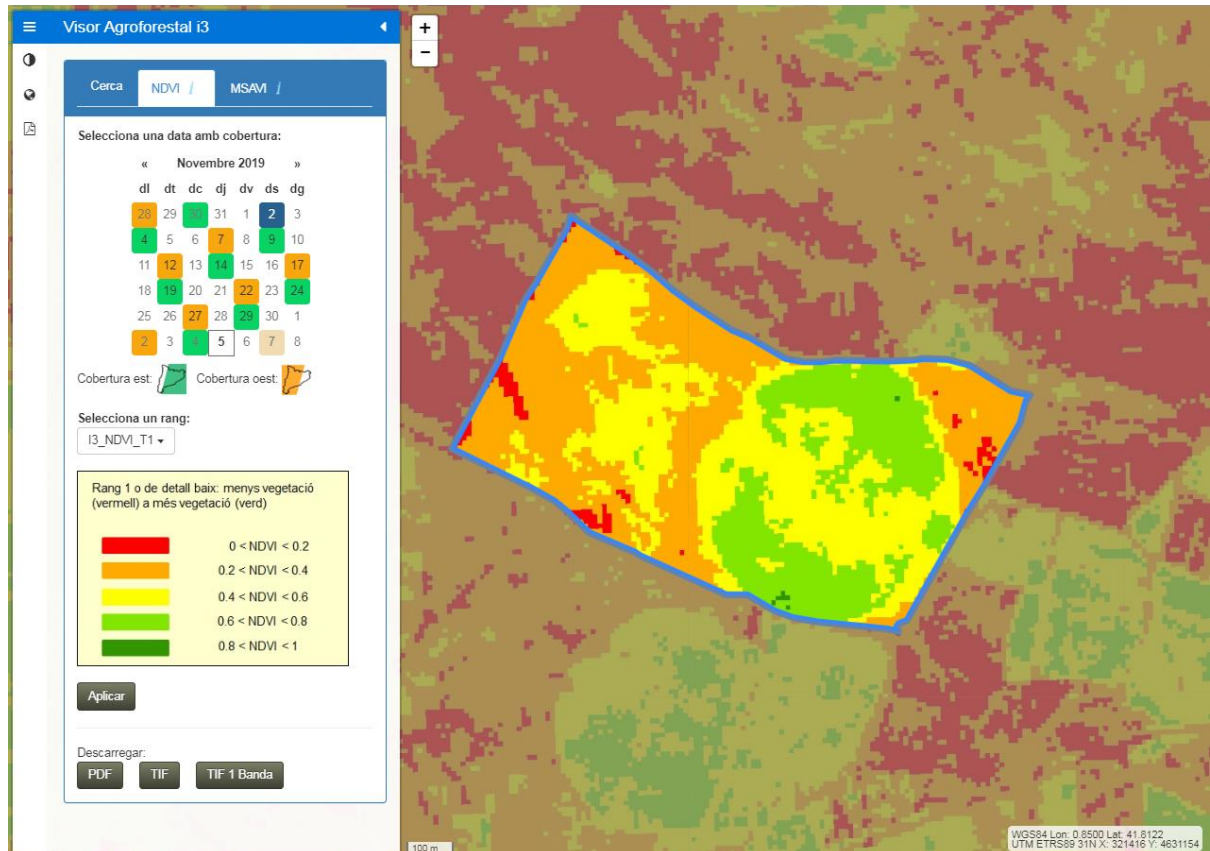 Visor Agroforestal i3
Cerca NDVI i MSAVI i
Selecciona una data amb cobertura:
« Novembre 2019 »
dl dt dc dj dv ds dg
28 29 30 31 1 2 3
4 5 6 7 8 9 10
11 12 13 14 15 16 17
18 19 20 21 22 23 24
25 26 27 28 29 30 1
2 3 4 5 6 7 8
Cobertura est: Cobertura oest:
Selecciona un rang:
I3_NDVI_T1
Rang 1 o de detall baix: menys vegetació
(vermell) a més vegetació (verd)
0 < NDVI < 0.2
0.2 < NDVI < 0.4
0.4 < NDVI < 0.6
0.6 < NDVI < 0.8
0.8 < NDVI < 1
Aplicar
Descarregar:
PDF TIF TIF 1 Banda
+
−
100 m
WGS84 Lon: 0.8500 Lat: 41.8122
UTM ETRS89 31N X: 321416 Y: 4631154